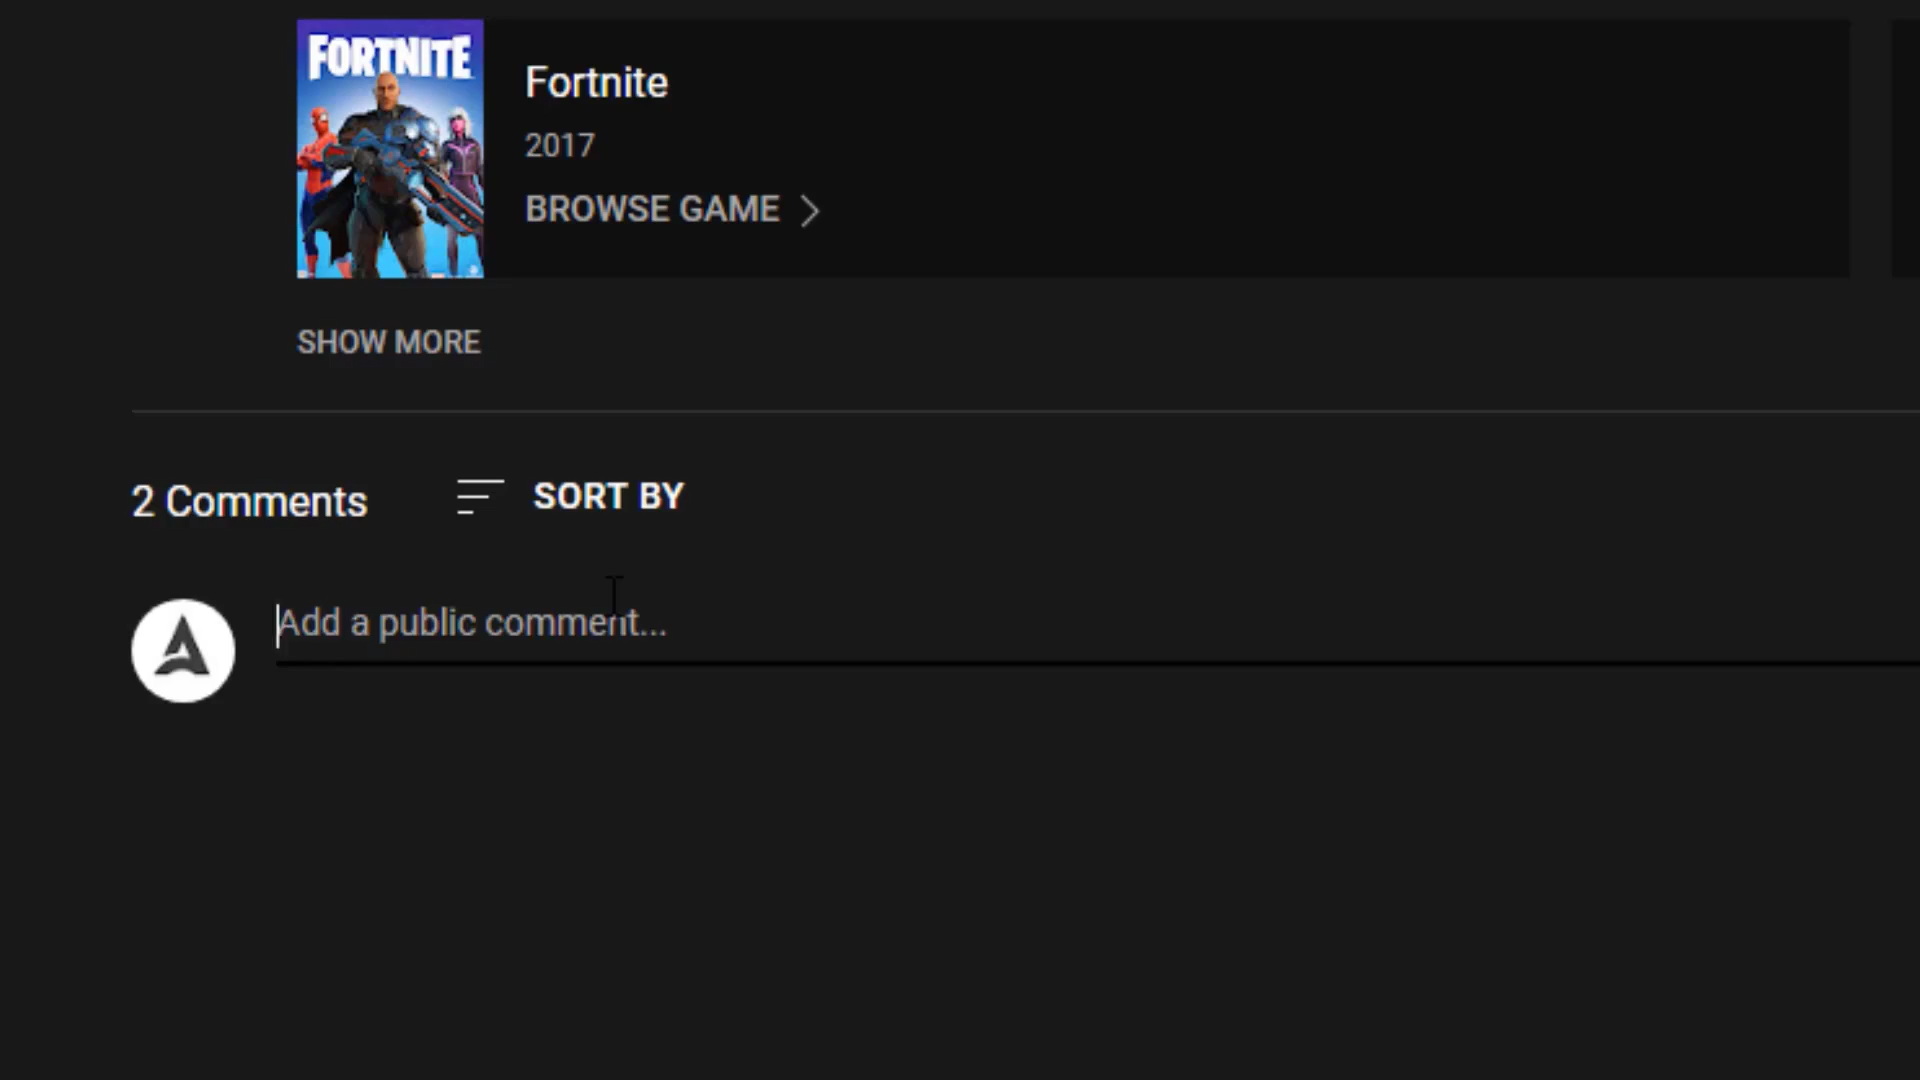 FORTNITE
Fortnite
2017
BROWSE GAME
SHOW MORE
2 Comments
SORT BY
Add a public comment...